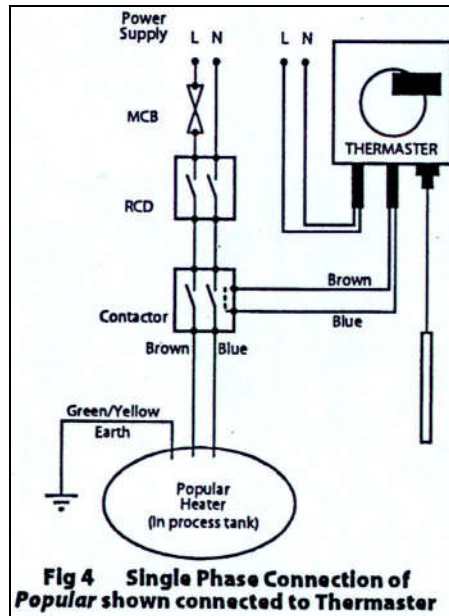 Power
Supply L N L N
MCB
THERMASTER
RCD
Brown
Contactor
Blue
Brown Blue
Green/Yellow
Earth
Popular
Heater
(In process tank)
Fig 4 Single Phase Connection of
Popular shown connected to Thermaster